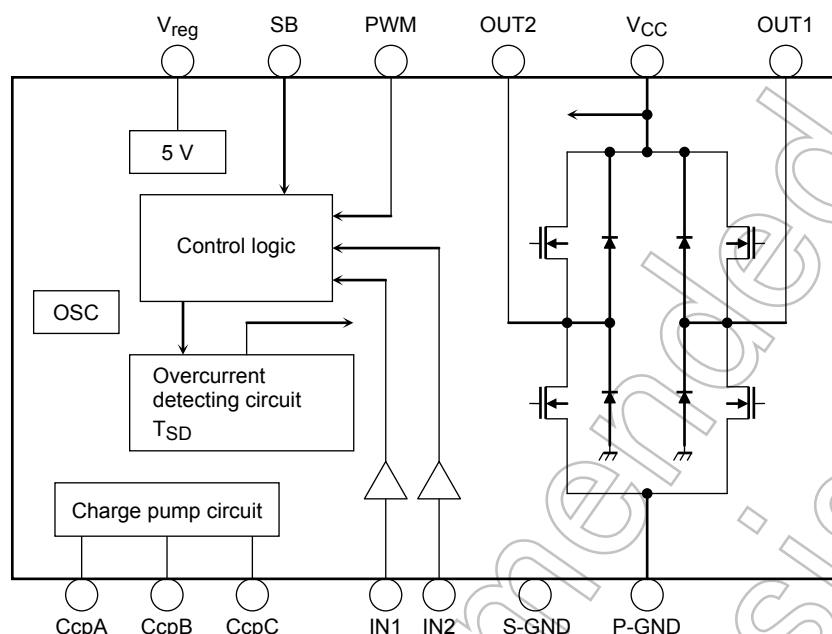 Vreg SB PWM OUT2 VCC OUT1
5 V
Control logic
OSC
Overcurrent
detecting circuit
TSD
Charge pump circuit
CcpA CcpB CcpC IN1 IN2 S-GND P-GND